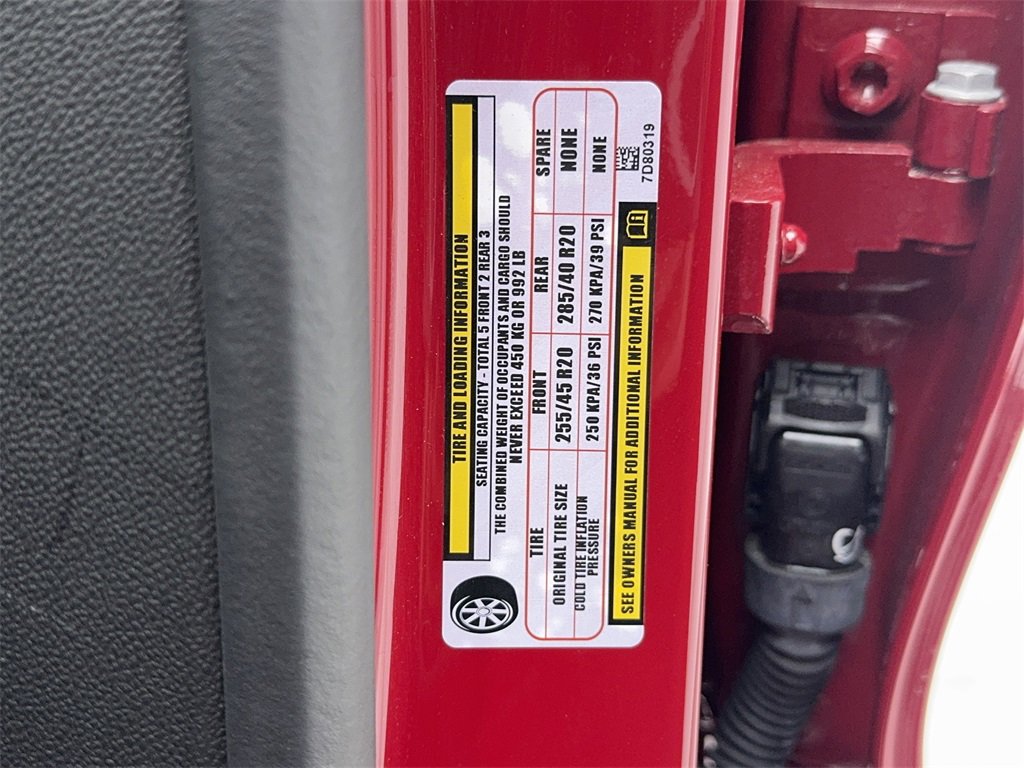 TIRE AND LOADING INFORMATION
SEATING CAPACITY - TOTAL 5 FRONT 2 REAR 3
THE COMBINED WEIGHT OF OCCUPANTS AND CARGO SHOULD
NEVER EXCEED 450 KG OR 992 LB
TIRE FRONT REAR SPARE
ORIGINAL TIRE SIZE 255/45 R20 285/40 R20 NONE
COLD TIRE INFLATION
PRESSURE 250 KPA/36 PSI 270 KPA/39 PSI NONE
SEE OWNERS MANUAL FOR ADDITIONAL INFORMATION
7D80319